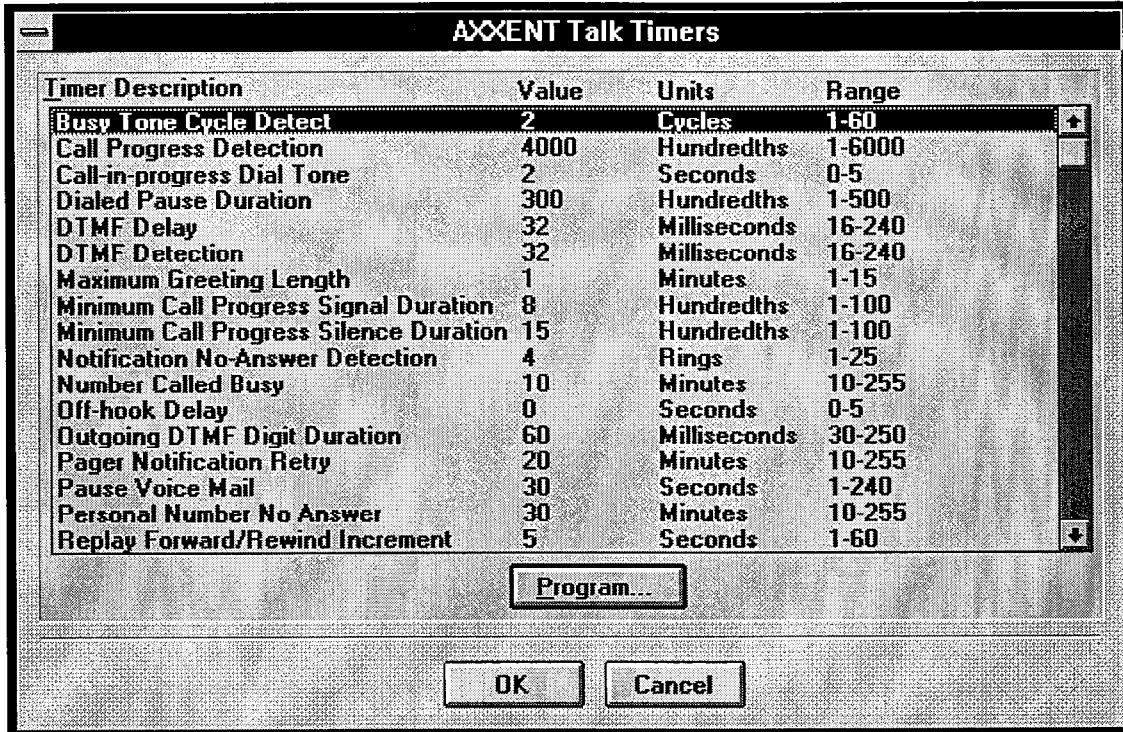 AXXENT Talk Timers
Timer Description Value Units Range
Busy Tone Cycle Detect 2 Cycles 1-60
Call Progress Detection 4000 Hundredths 1-6000
Call-in-progress Dial Tone 2 Seconds 0-5
Dialed Pause Duration 300 Hundredths 1-500
DTMF Delay 32 Milliseconds 16-240
DTMF Detection 32 Milliseconds 16-240
Maximum Greeting Length 1 Minutes 1-15
Minimum Call Progress Signal Duration 8 Hundredths 1-100
Minimum Call Progress Silence Duration 15 Hundredths 1-100
Notification No-Answer Detection 4 Rings 1-25
Number Called Busy 10 Minutes 10-255
Off-hook Delay 0 Seconds 0-5
Outgoing DTMF Digit Duration 60 Milliseconds 30-250
Pager Notification Retry 20 Minutes 10-255
Pause Voice Mail 30 Seconds 1-240
Personal Number No Answer 30 Minutes 10-255
Replay Forward/Rewind Increment 5 Seconds 1-60
Program...
OK Cancel